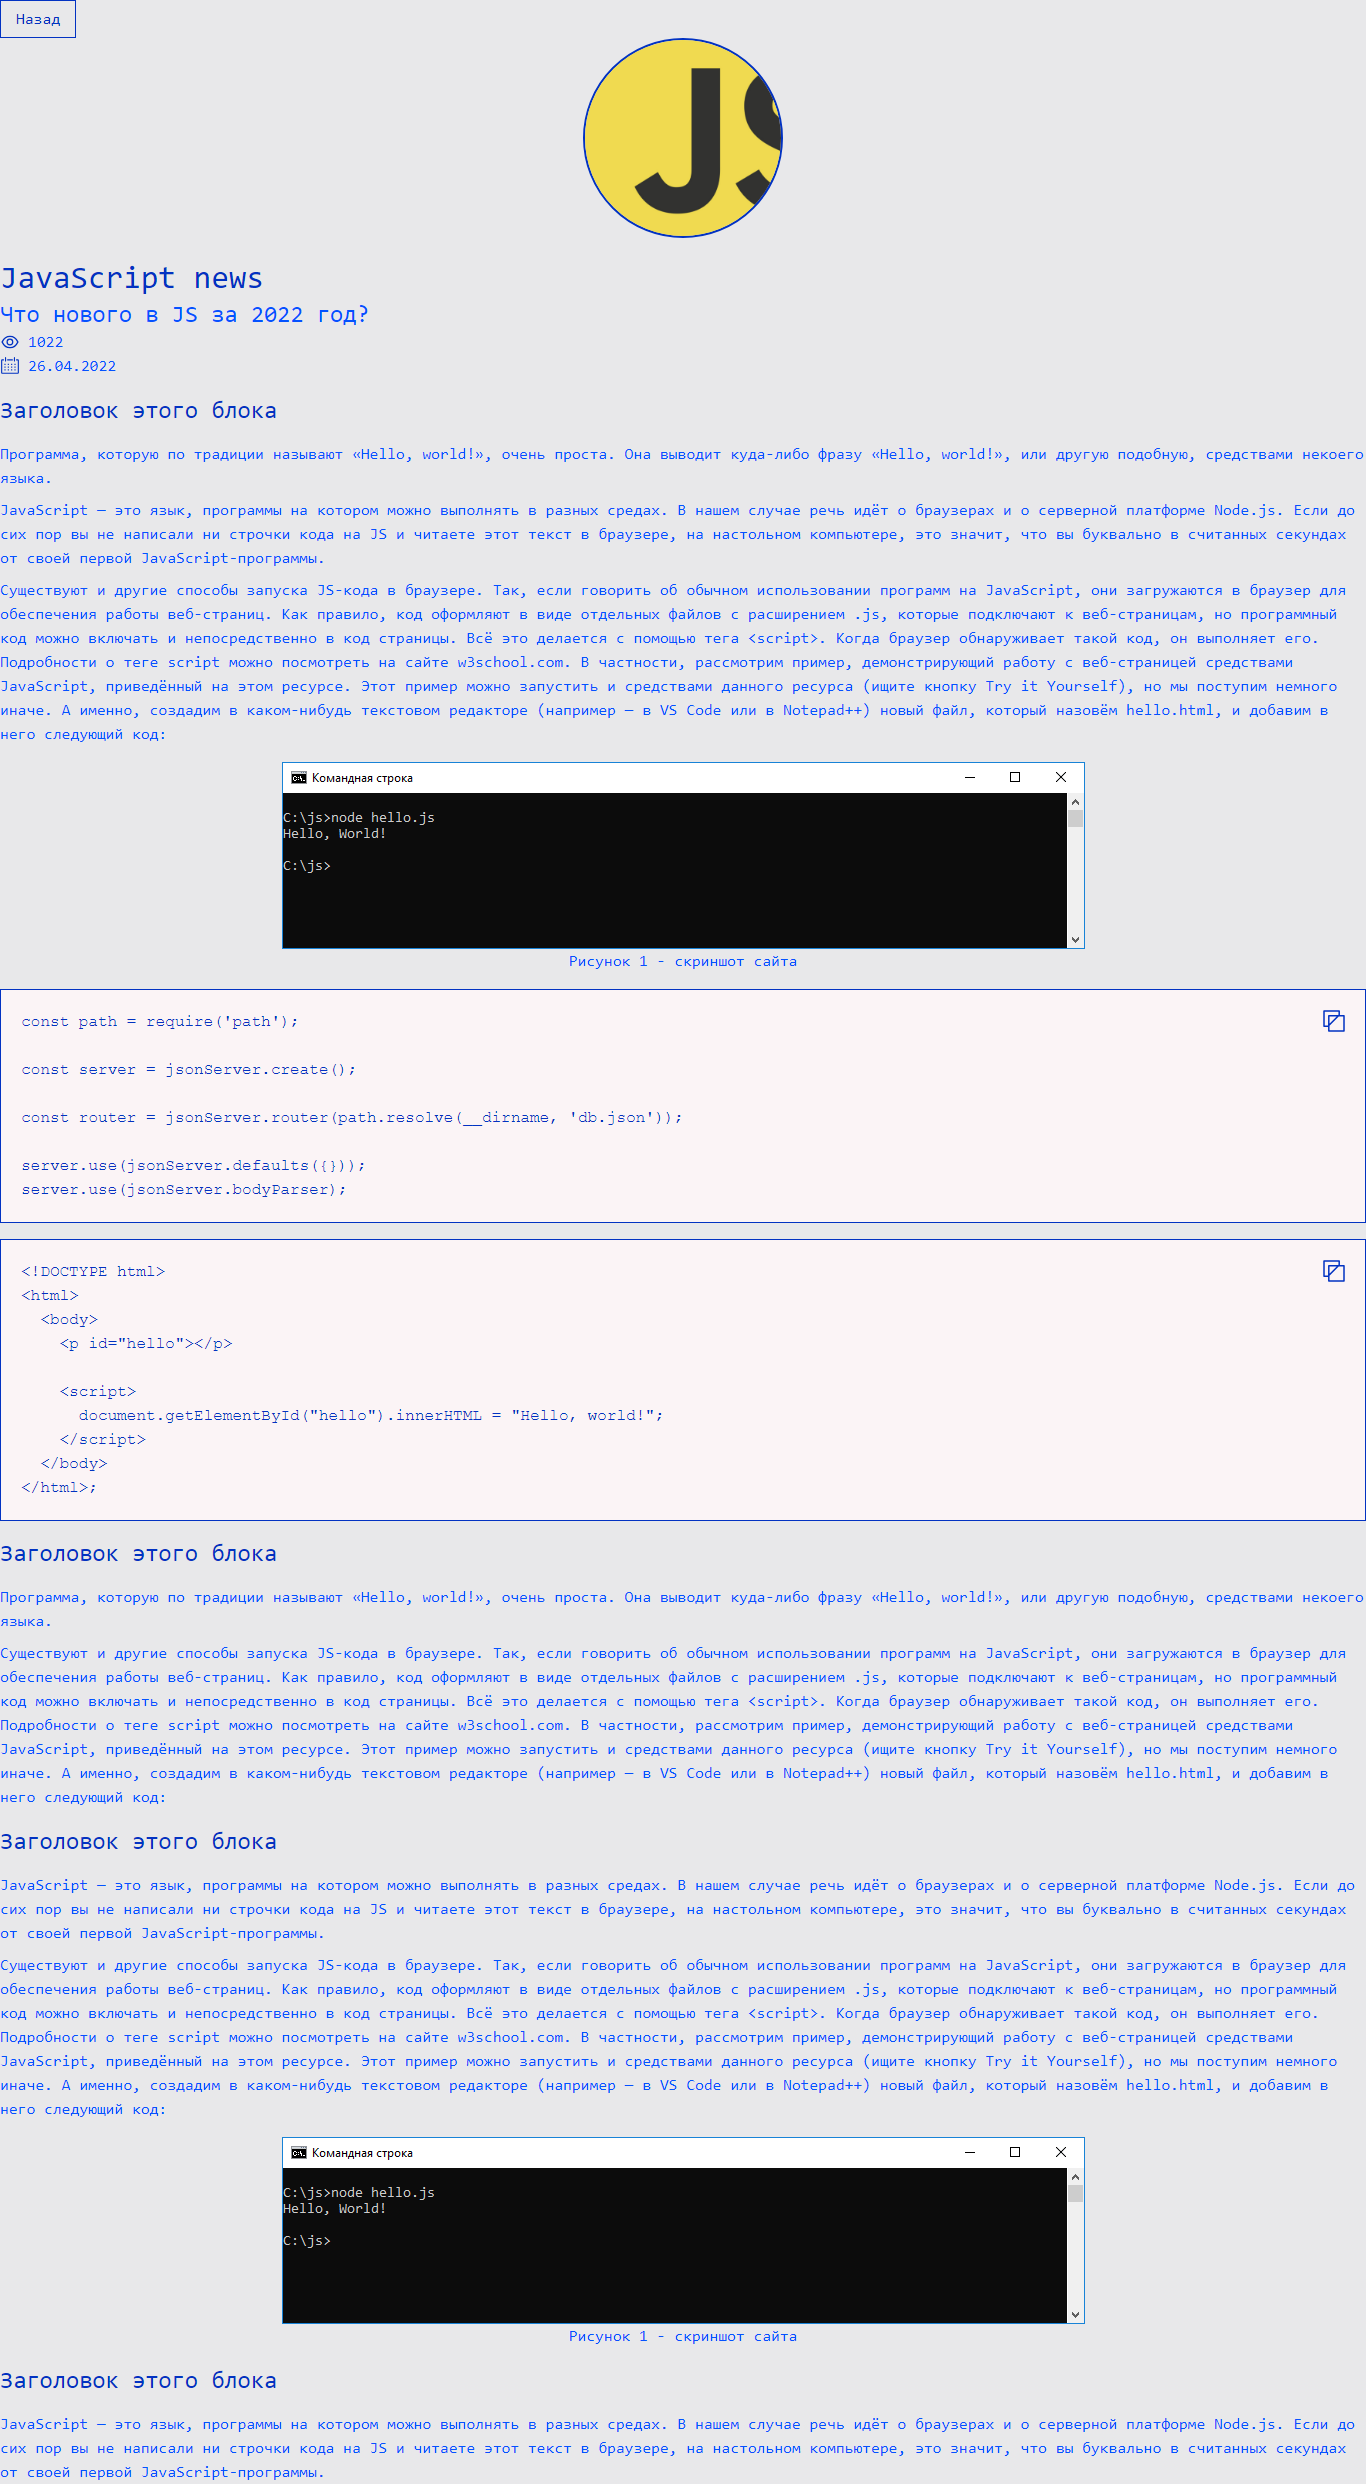 Назад
JS
JavaScript news
Что нового в JS за 2022 год?
1022
26.04.2022
Заголовок этого блока
Программа, которую по традиции называют «Hello, world!», очень проста. Она выводит куда-либо фразу «Hello, world!», или другую подобную, средствами некоего
языка.
JavaScript — это язык, программы на котором можно выполнять в разных средах. В нашем случае речь идёт о браузерах и о серверной платформе Node.js. Если до
сих пор вы не написали ни строчки кода на JS и читаете этот текст в браузере, на настольном компьютере, это значит, что вы буквально в считанных секундах
от своей первой JavaScript-программы.
Существуют и другие способы запуска JS-кода в браузере. Так, если говорить об обычном использовании программ на JavaScript, они загружаются в браузер для
обеспечения работы веб-страниц. Как правило, код оформляют в виде отдельных файлов с расширением .js, которые подключают к веб-страницам, но программный
код можно включать и непосредственно в код страницы. Всё это делается с помощью тега <script>. Когда браузер обнаруживает такой код, он выполняет его.
Подробности о теге script можно посмотреть на сайте w3school.com. В частности, рассмотрим пример, демонстрирующий работу с веб-страницей средствами
JavaScript, приведённый на этом ресурсе. Этот пример можно запустить и средствами данного ресурса (ищите кнопку Try it Yourself), но мы поступим немного
иначе. А именно, создадим в каком-нибудь текстовом редакторе (например — в VS Code или в Notepad++) новый файл, который назовём hello.html, и добавим в
него следующий код:
Командная строка
C:\js>node hello.js
Hello, World!
C:\js>
Рисунок 1 - скриншот сайта
const path = require('path');
const server = jsonServer.create();
const router = jsonServer.router(path.resolve(__dirname, 'db.json'));
server.use(jsonServer.defaults({}));
server.use(jsonServer.bodyParser);
<!DOCTYPE html>
<html>
  <body>
    <p id="hello"></p>
    <script>
      document.getElementById("hello").innerHTML = "Hello, world!";
    </script>
  </body>
</html>;
Заголовок этого блока
Программа, которую по традиции называют «Hello, world!», очень проста. Она выводит куда-либо фразу «Hello, world!», или другую подобную, средствами некоего
языка.
Существуют и другие способы запуска JS-кода в браузере. Так, если говорить об обычном использовании программ на JavaScript, они загружаются в браузер для
обеспечения работы веб-страниц. Как правило, код оформляют в виде отдельных файлов с расширением .js, которые подключают к веб-страницам, но программный
код можно включать и непосредственно в код страницы. Всё это делается с помощью тега <script>. Когда браузер обнаруживает такой код, он выполняет его.
Подробности о теге script можно посмотреть на сайте w3school.com. В частности, рассмотрим пример, демонстрирующий работу с веб-страницей средствами
JavaScript, приведённый на этом ресурсе. Этот пример можно запустить и средствами данного ресурса (ищите кнопку Try it Yourself), но мы поступим немного
иначе. А именно, создадим в каком-нибудь текстовом редакторе (например — в VS Code или в Notepad++) новый файл, который назовём hello.html, и добавим в
него следующий код:
Заголовок этого блока
JavaScript — это язык, программы на котором можно выполнять в разных средах. В нашем случае речь идёт о браузерах и о серверной платформе Node.js. Если до
сих пор вы не написали ни строчки кода на JS и читаете этот текст в браузере, на настольном компьютере, это значит, что вы буквально в считанных секундах
от своей первой JavaScript-программы.
Существуют и другие способы запуска JS-кода в браузере. Так, если говорить об обычном использовании программ на JavaScript, они загружаются в браузер для
обеспечения работы веб-страниц. Как правило, код оформляют в виде отдельных файлов с расширением .js, которые подключают к веб-страницам, но программный
код можно включать и непосредственно в код страницы. Всё это делается с помощью тега <script>. Когда браузер обнаруживает такой код, он выполняет его.
Подробности о теге script можно посмотреть на сайте w3school.com. В частности, рассмотрим пример, демонстрирующий работу с веб-страницей средствами
JavaScript, приведённый на этом ресурсе. Этот пример можно запустить и средствами данного ресурса (ищите кнопку Try it Yourself), но мы поступим немного
иначе. А именно, создадим в каком-нибудь текстовом редакторе (например — в VS Code или в Notepad++) новый файл, который назовём hello.html, и добавим в
него следующий код:
Командная строка
C:\js>node hello.js
Hello, World!
C:\js>
Рисунок 1 - скриншот сайта
Заголовок этого блока
JavaScript — это язык, программы на котором можно выполнять в разных средах. В нашем случае речь идёт о браузерах и о серверной платформе Node.js. Если до
сих пор вы не написали ни строчки кода на JS и читаете этот текст в браузере, на настольном компьютере, это значит, что вы буквально в считанных секундах
от своей первой JavaScript-программы.